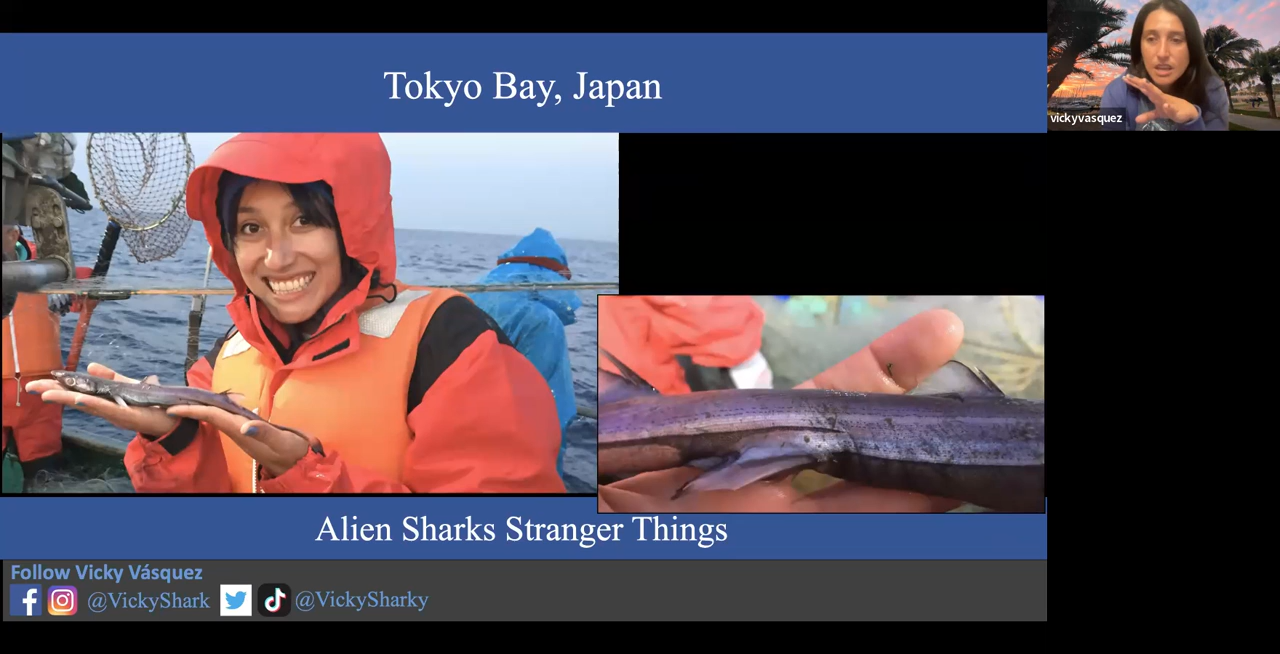 Tokyo Bay, Japan
vickyvasquez
Alien Sharks Stranger Things
Follow Vicky Vásquez
@VickyShark @VickySharky